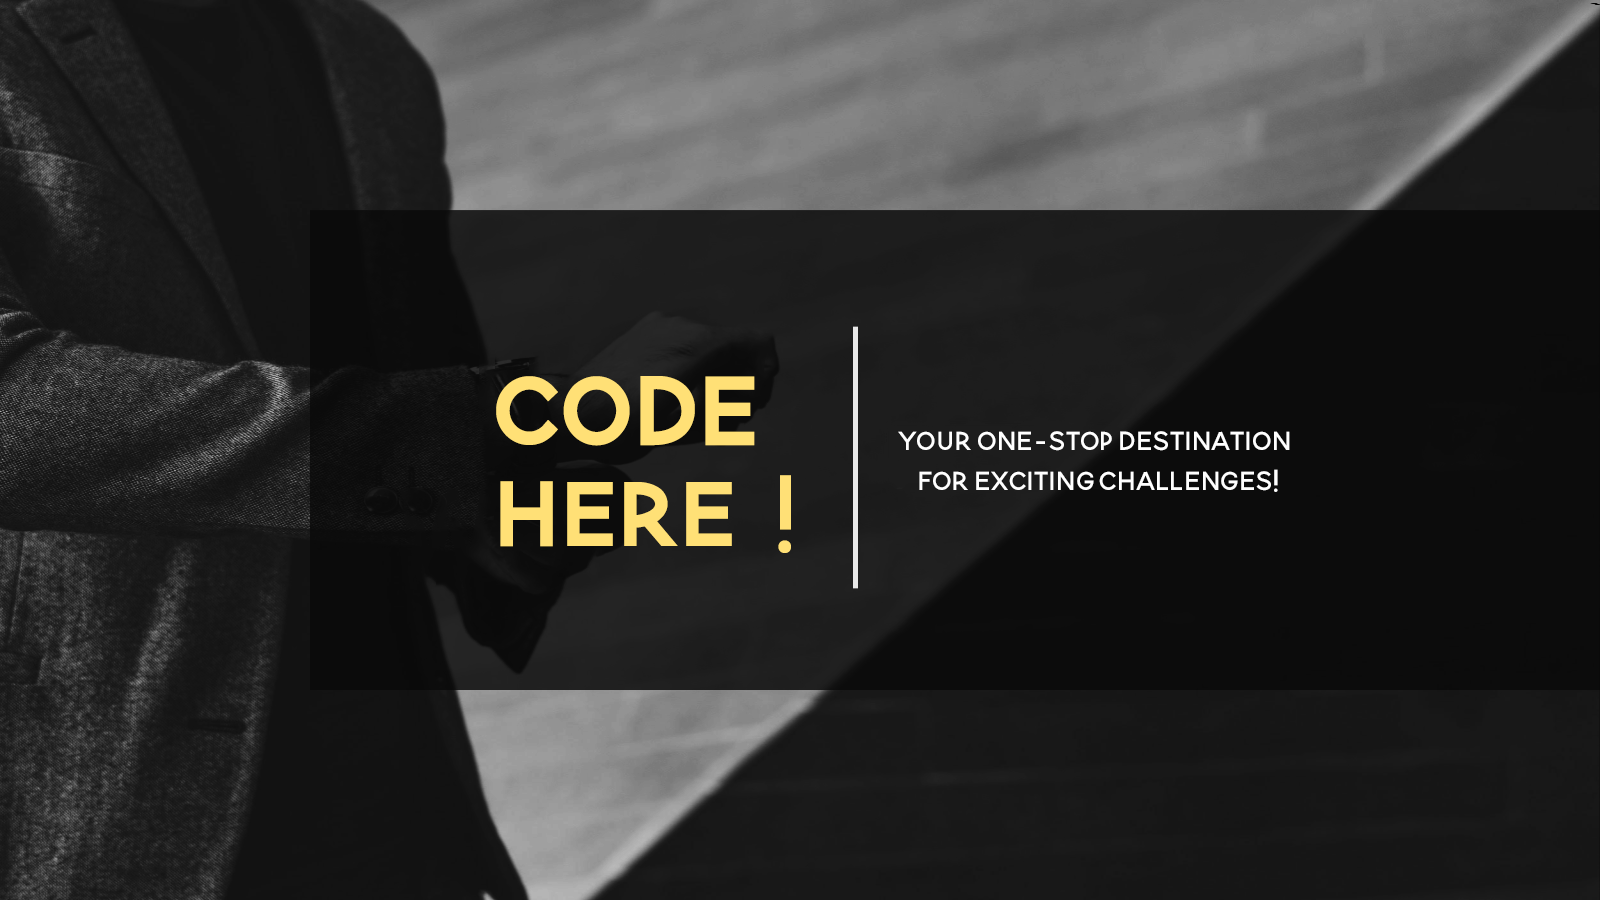 CODE
HERE !
YOUR ONE-STOP DESTINATION
FOR EXCITING CHALLENGES!